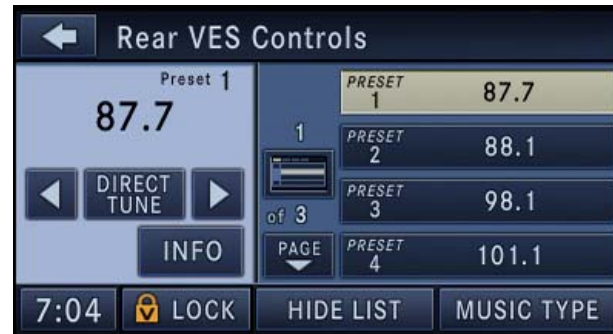 Rear VES Controls
Preset 1
87.7
DIRECT
TUNE
INFO
1
of 3
PAGE
PRESET
1
87.7
PRESET
2
88.1
PRESET
3
98.1
PRESET
4
101.1
7:04
LOCK
HIDE LIST
MUSIC TYPE